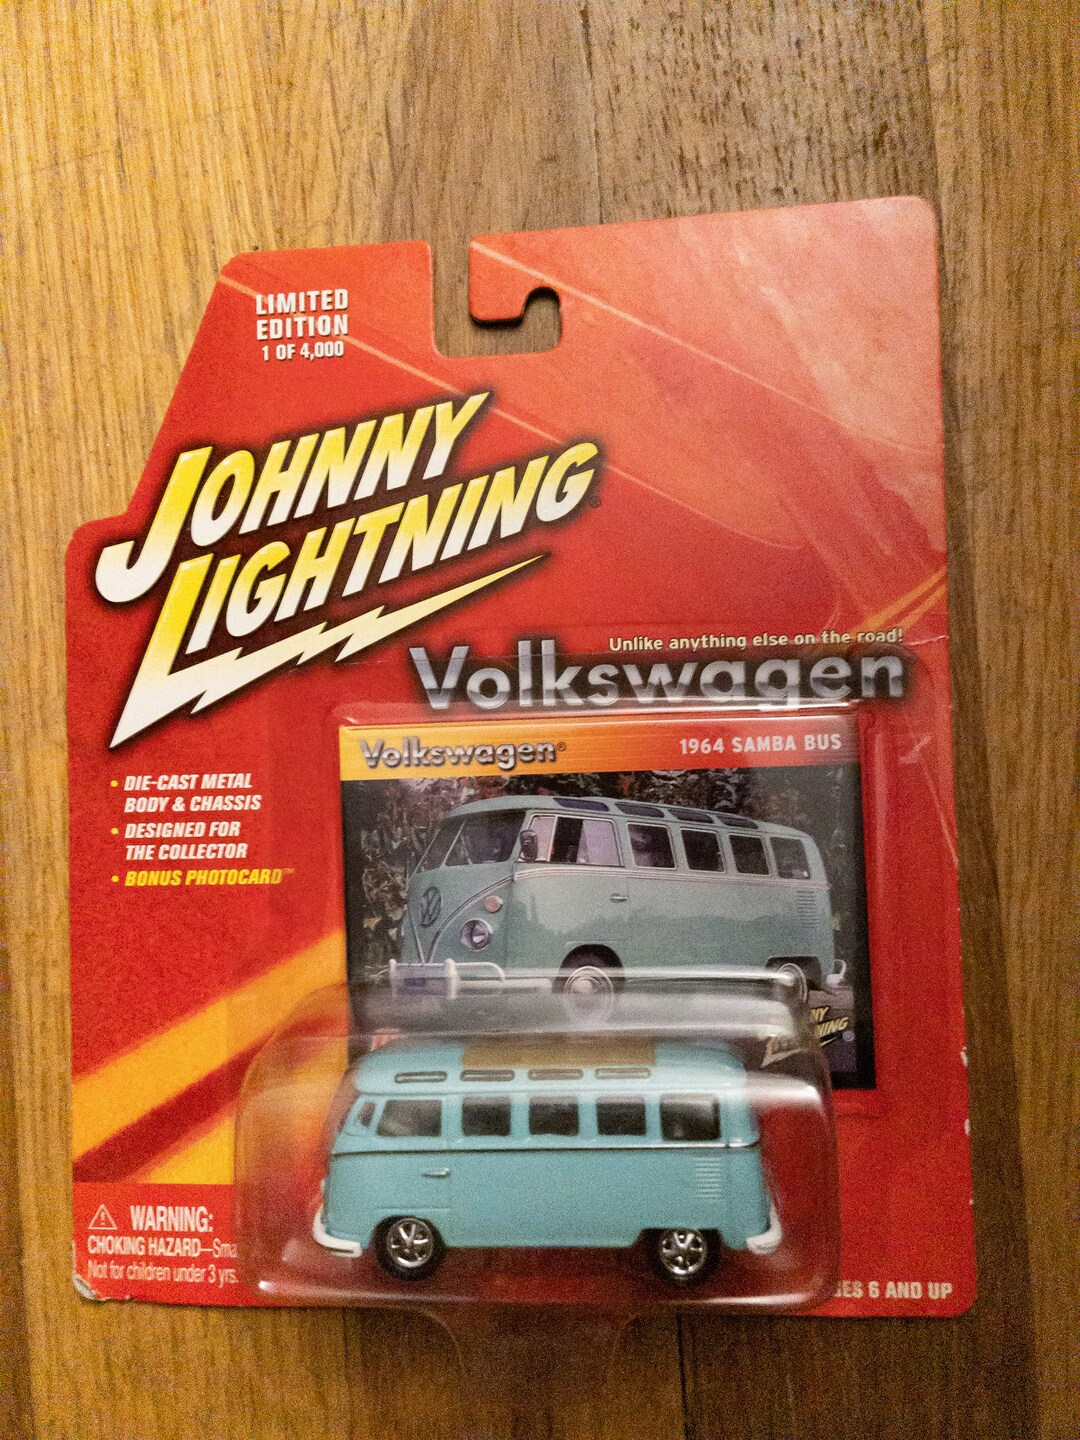 LIMITED
EDITION
1 OF 4,000
JOHNNY
LIGHTNING®
Unlike anything else on the road!
Volkswagen
Volkswagen®
1964 SAMBA BUS
• DIE-CAST METAL
BODY & CHASSIS
• DESIGNED FOR
THE COLLECTOR
• BONUS PHOTOCARD™
WARNING:
CHOKING HAZARD—Sma
Not for children under 3 yrs.
6 AND UP